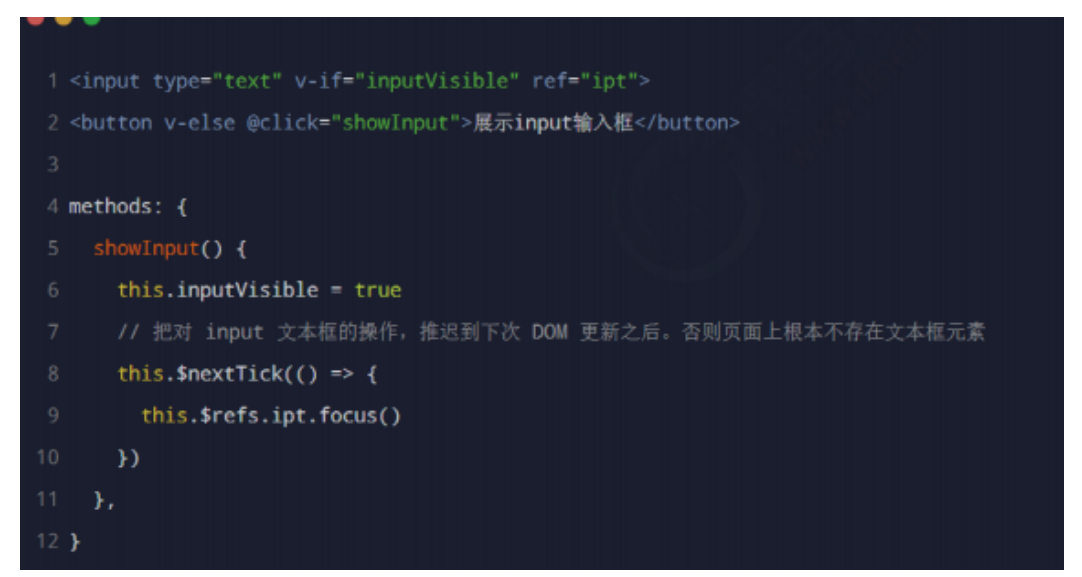 1 <input type="text" v-if="inputVisible" ref="ipt">
2 <button v-else @click="showInput">展示input输入框</button>
3
4 methods: {
5   showInput() {
6     this.inputVisible = true
7     // 把对 input 文本框的操作，推迟到下次 DOM 更新之后。否则页面上根本不存在文本框元素
8     this.$nextTick(() => {
9       this.$refs.ipt.focus()
10     })
11   },
12 }